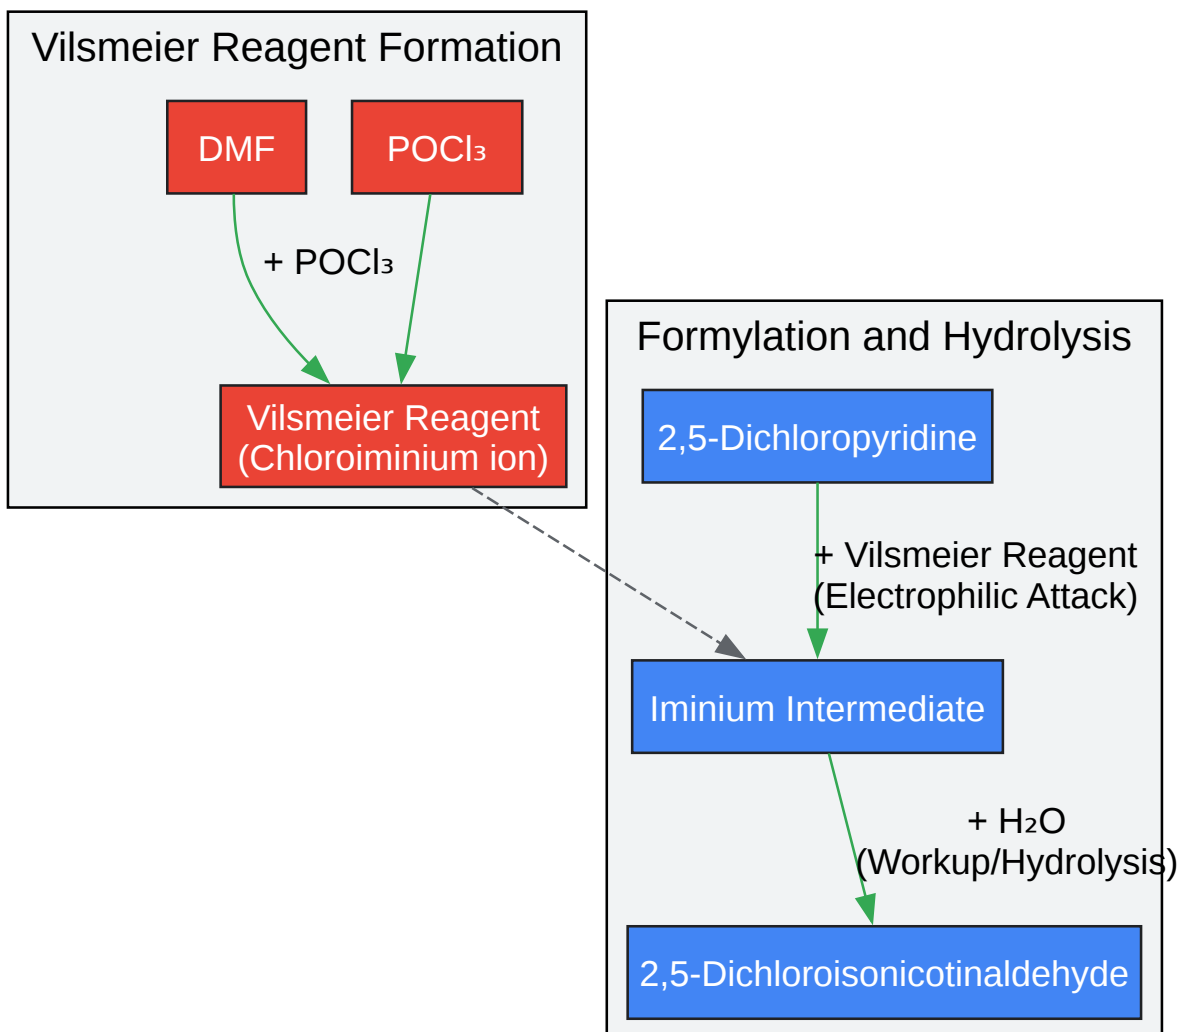 Vilsmeier Reagent Formation
DMF
POCl₃
+ POCl₃
Vilsmeier Reagent
(Chloroiminium ion)
Formylation and Hydrolysis
2,5-Dichloropyridine
+ Vilsmeier Reagent
(Electrophilic Attack)
Iminium Intermediate
+ H₂O
(Workup/Hydrolysis)
2,5-Dichloroisonicotinaldehyde